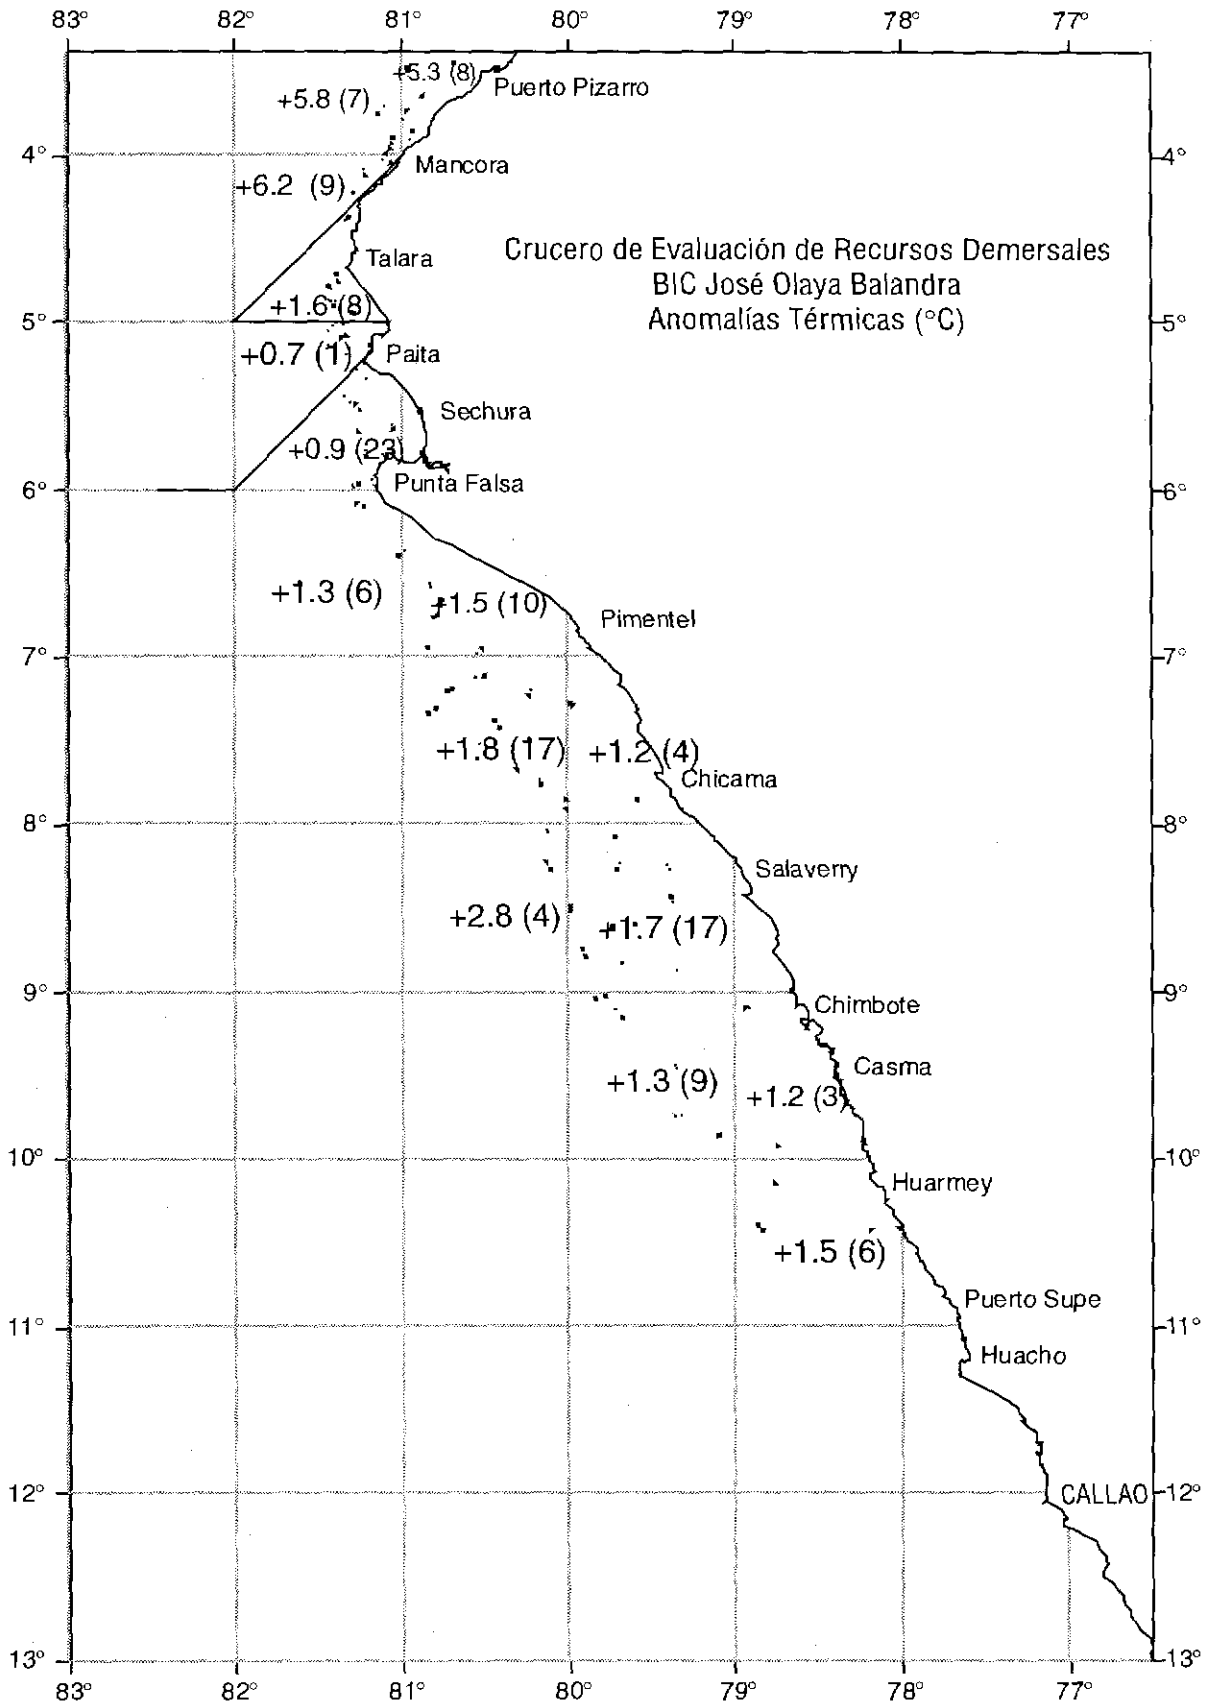 83° 82° 81° 80° 79° 78° 77°
+5.3 (8)
Puerto Pizarro
+5.8 (7)
4° Mancora 4°
+6.2 (9)
Crucero de Evaluación de Recursos Demersales
Talara
BIC José Olaya Balandra
+1.6 (8)
Anomalías Térmicas (°C)
5° 5°
+0.7 (1) Paita
Sechura
+0.9 (23)
Punta Falsa
6° 6°
+1.3 (6) +1.5 (10)
Pimentel
7° 7°
+1.8 (17) +1.2 (4)
Chicama
8° 8°
Salaverry
+2.8 (4) +1.7 (17)
9° 9°
Chimbote
Casma
+1.3 (9) +1.2 (3)
10° 10°
Huarmey
+1.5 (6)
Puerto Supe
11° 11°
Huacho
12° CALLAO 12°
13° 13°
83° 82° 81° 80° 79° 78° 77°